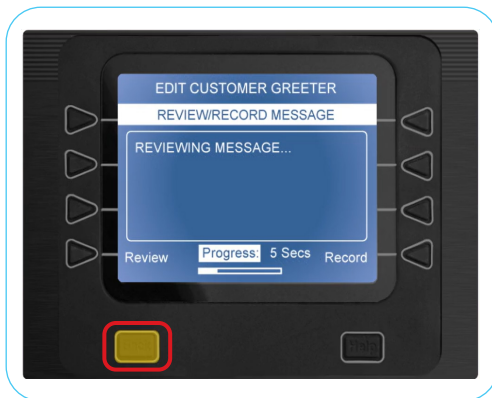 EDIT CUSTOMER GREETER
REVIEW/RECORD MESSAGE
REVIEWING MESSAGE...
Review Progress: 5 Secs Record